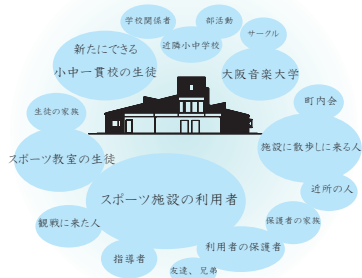 学校関係者
部活動
近隣小中学校
サークル
新たにできる
小中一貫校の生徒
大阪音楽大学
生徒の家族
町内会
スポーツ教室の生徒
施設に散歩しに来る人
近所の人
スポーツ施設の利用者
観戦に来た人
保護者の家族
利用者の保護者
指導者
友達、兄弟